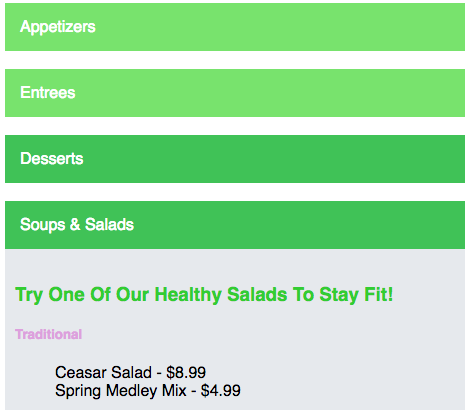 Appetizers
Entrees
Desserts
Soups & Salads
Try One Of Our Healthy Salads To Stay Fit!
Traditional
Ceasar Salad - $8.99
Spring Medley Mix - $4.99